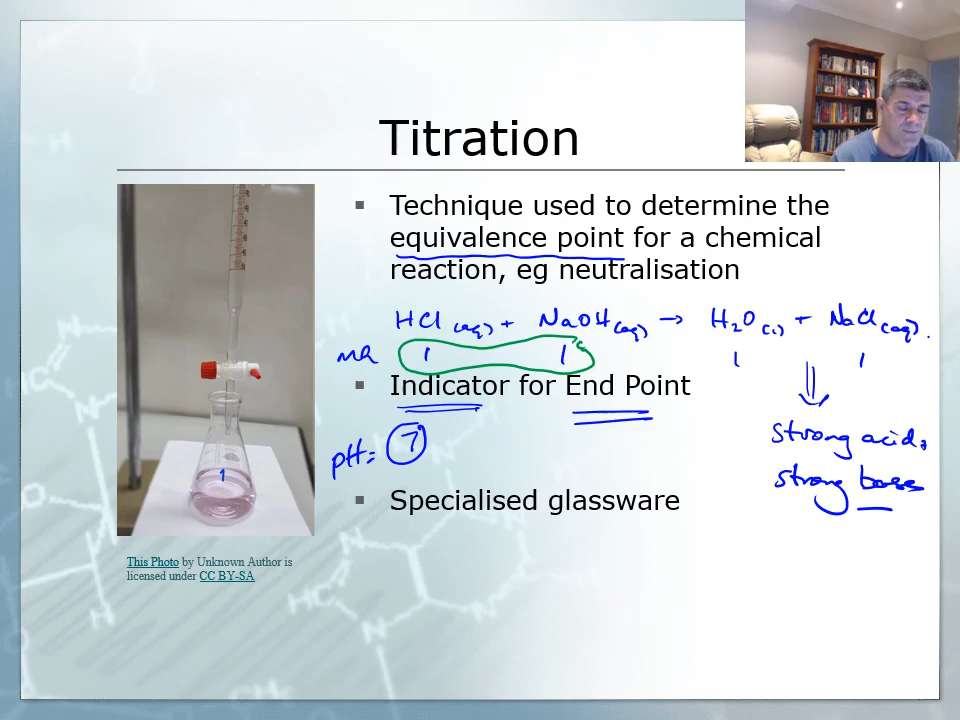 Titration
▪ Technique used to determine the
equivalence point for a chemical
reaction, eg neutralisation
HCl (aq) + NaOH (aq) → H₂O (l) + NaCl (aq).
MR 1 1 1 1
▪ Indicator for End Point
pH = 7
strong acid,
strong base
▪ Specialised glassware
This Photo by Unknown Author is
licensed under CC BY-SA